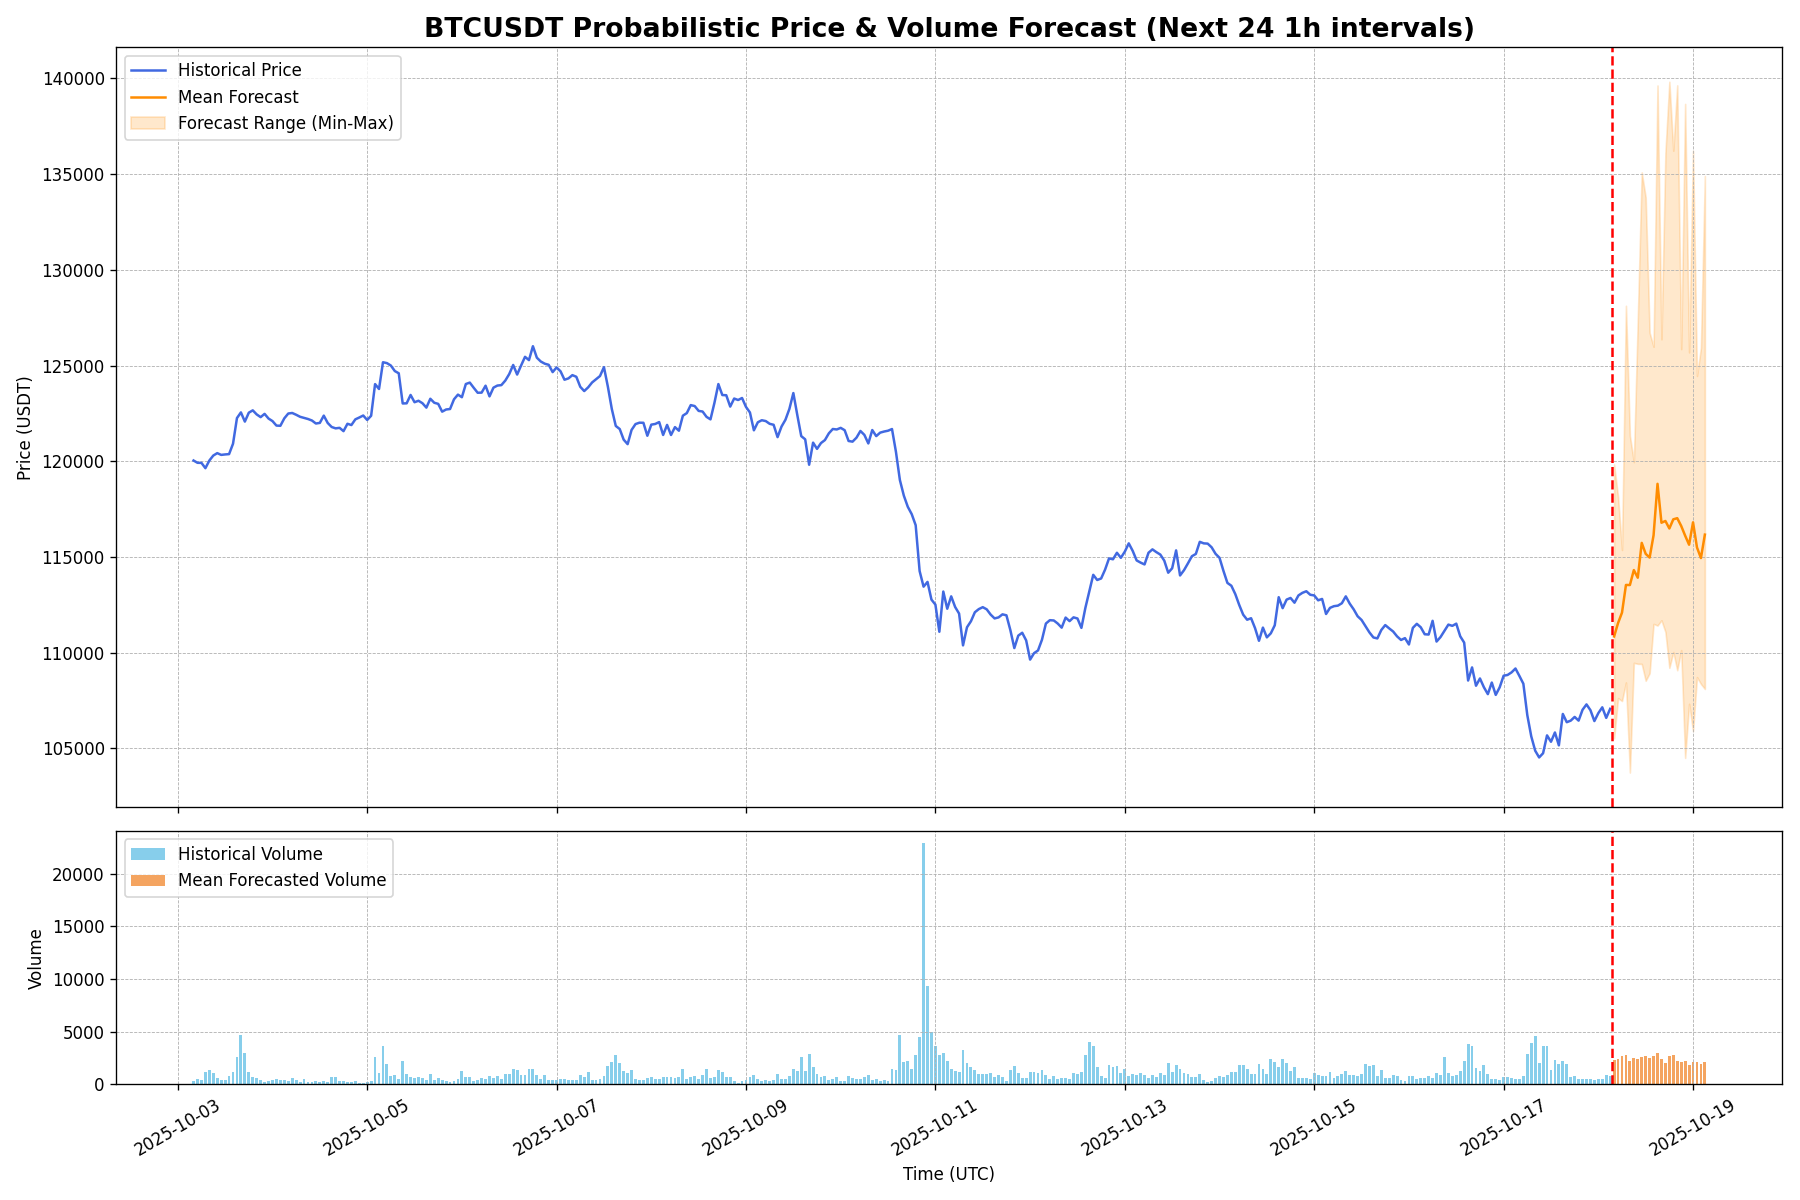 BTCUSDT Probabilistic Price & Volume Forecast (Next 24 1h intervals)
Historical Price
Mean Forecast
Forecast Range (Min-Max)
140000
135000
130000
125000
120000
115000
110000
105000
Price (USDT)
Historical Volume
Mean Forecasted Volume
20000
15000
10000
5000
0
Volume
2025-10-03
2025-10-05
2025-10-07
2025-10-09
2025-10-11
2025-10-13
2025-10-15
2025-10-17
2025-10-19
Time (UTC)